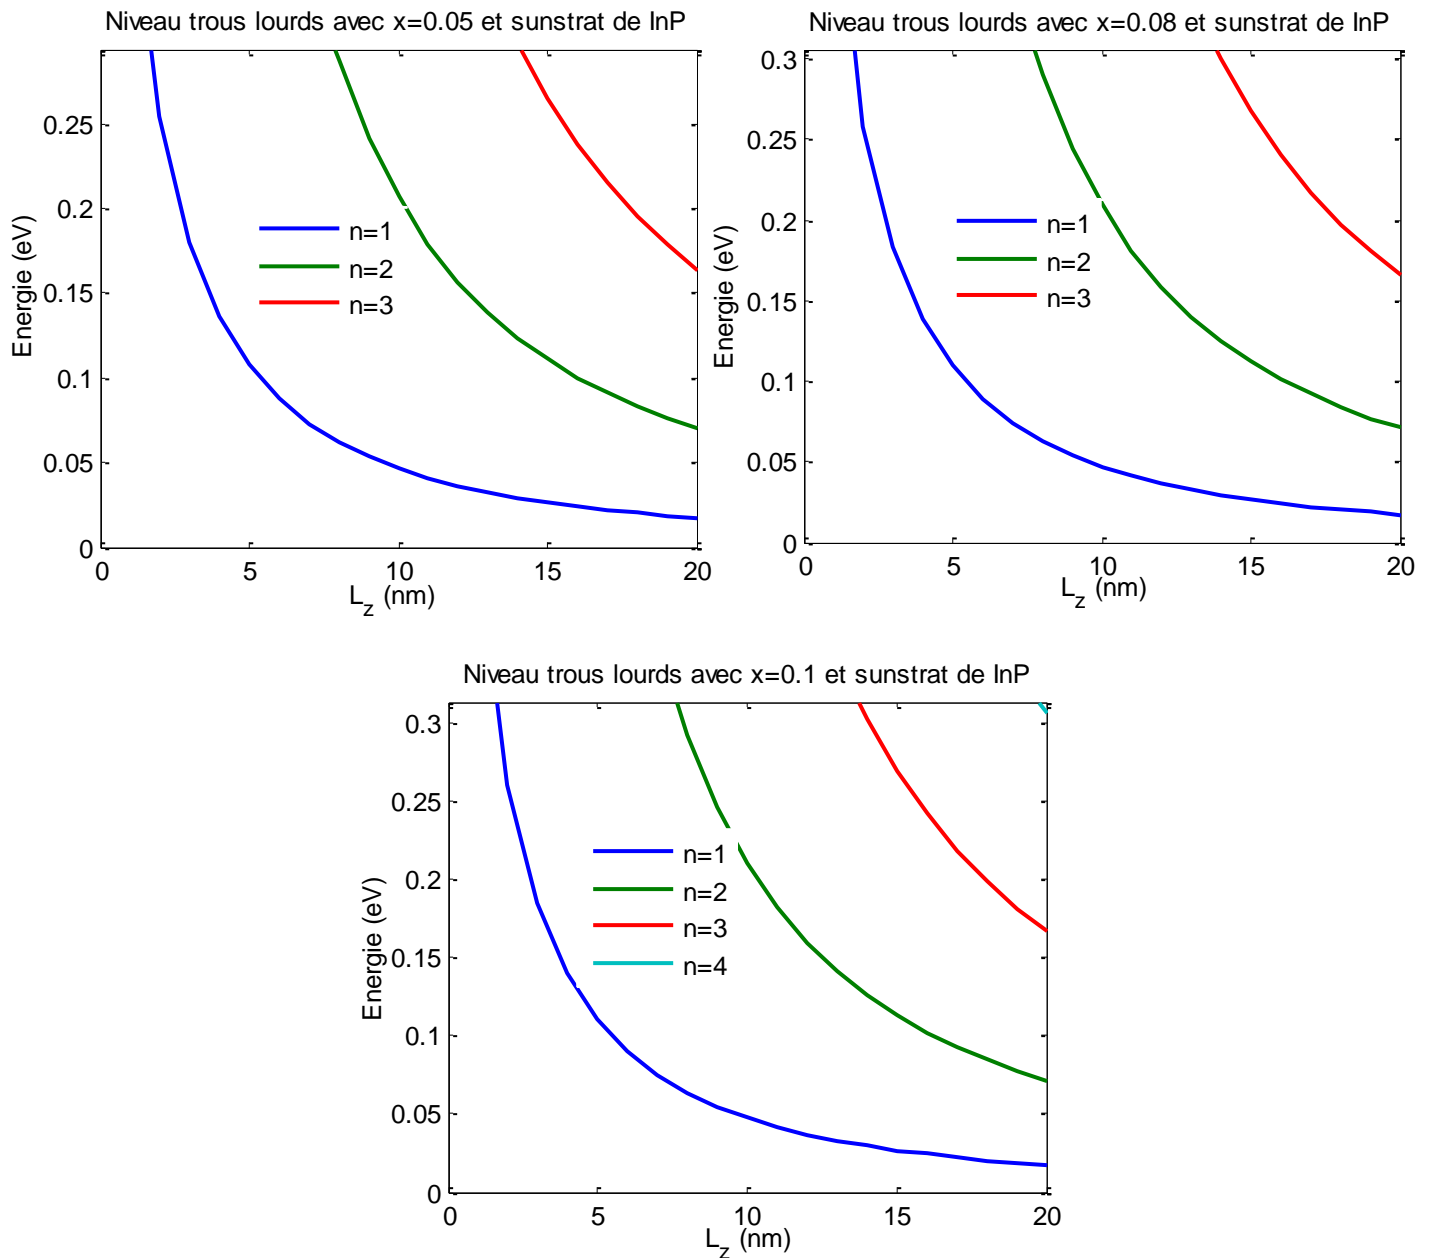 Niveau trous lourds avec x=0.05 et sunstrat de InP
0.25
0.2
0.15
0.1
0.05
0
Energie (eV)
n=1
n=2
n=3
0 5 10 15 20
L_z (nm)
Niveau trous lourds avec x=0.08 et sunstrat de InP
0.3
0.25
0.2
0.15
0.1
0.05
0
Energie (eV)
n=1
n=2
n=3
0 5 10 15 20
L_z (nm)
Niveau trous lourds avec x=0.1 et sunstrat de InP
0.3
0.25
0.2
0.15
0.1
0.05
0
Energie (eV)
n=1
n=2
n=3
n=4
0 5 10 15 20
L_z (nm)